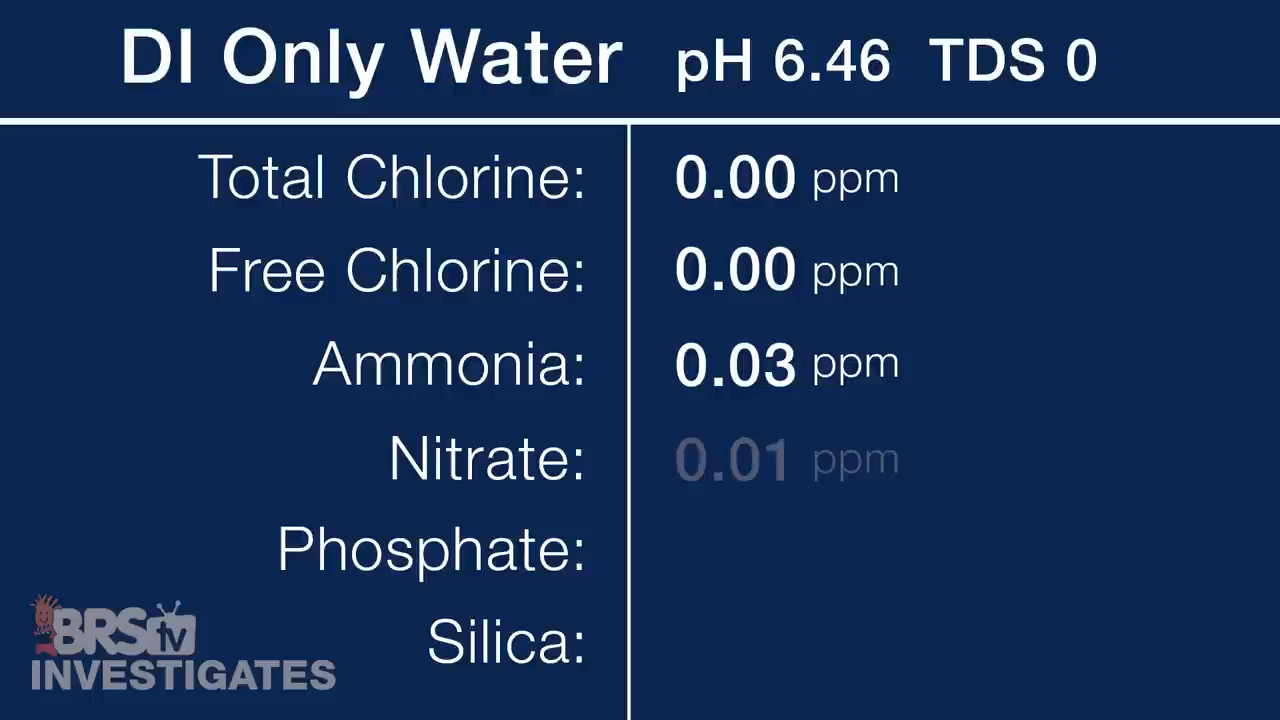 DI Only Water pH 6.46 TDS 0
Total Chlorine: 0.00 ppm
Free Chlorine: 0.00 ppm
Ammonia: 0.03 ppm
Nitrate: 0.01 ppm
Phosphate:
Silica:
BRStv
INVESTIGATES